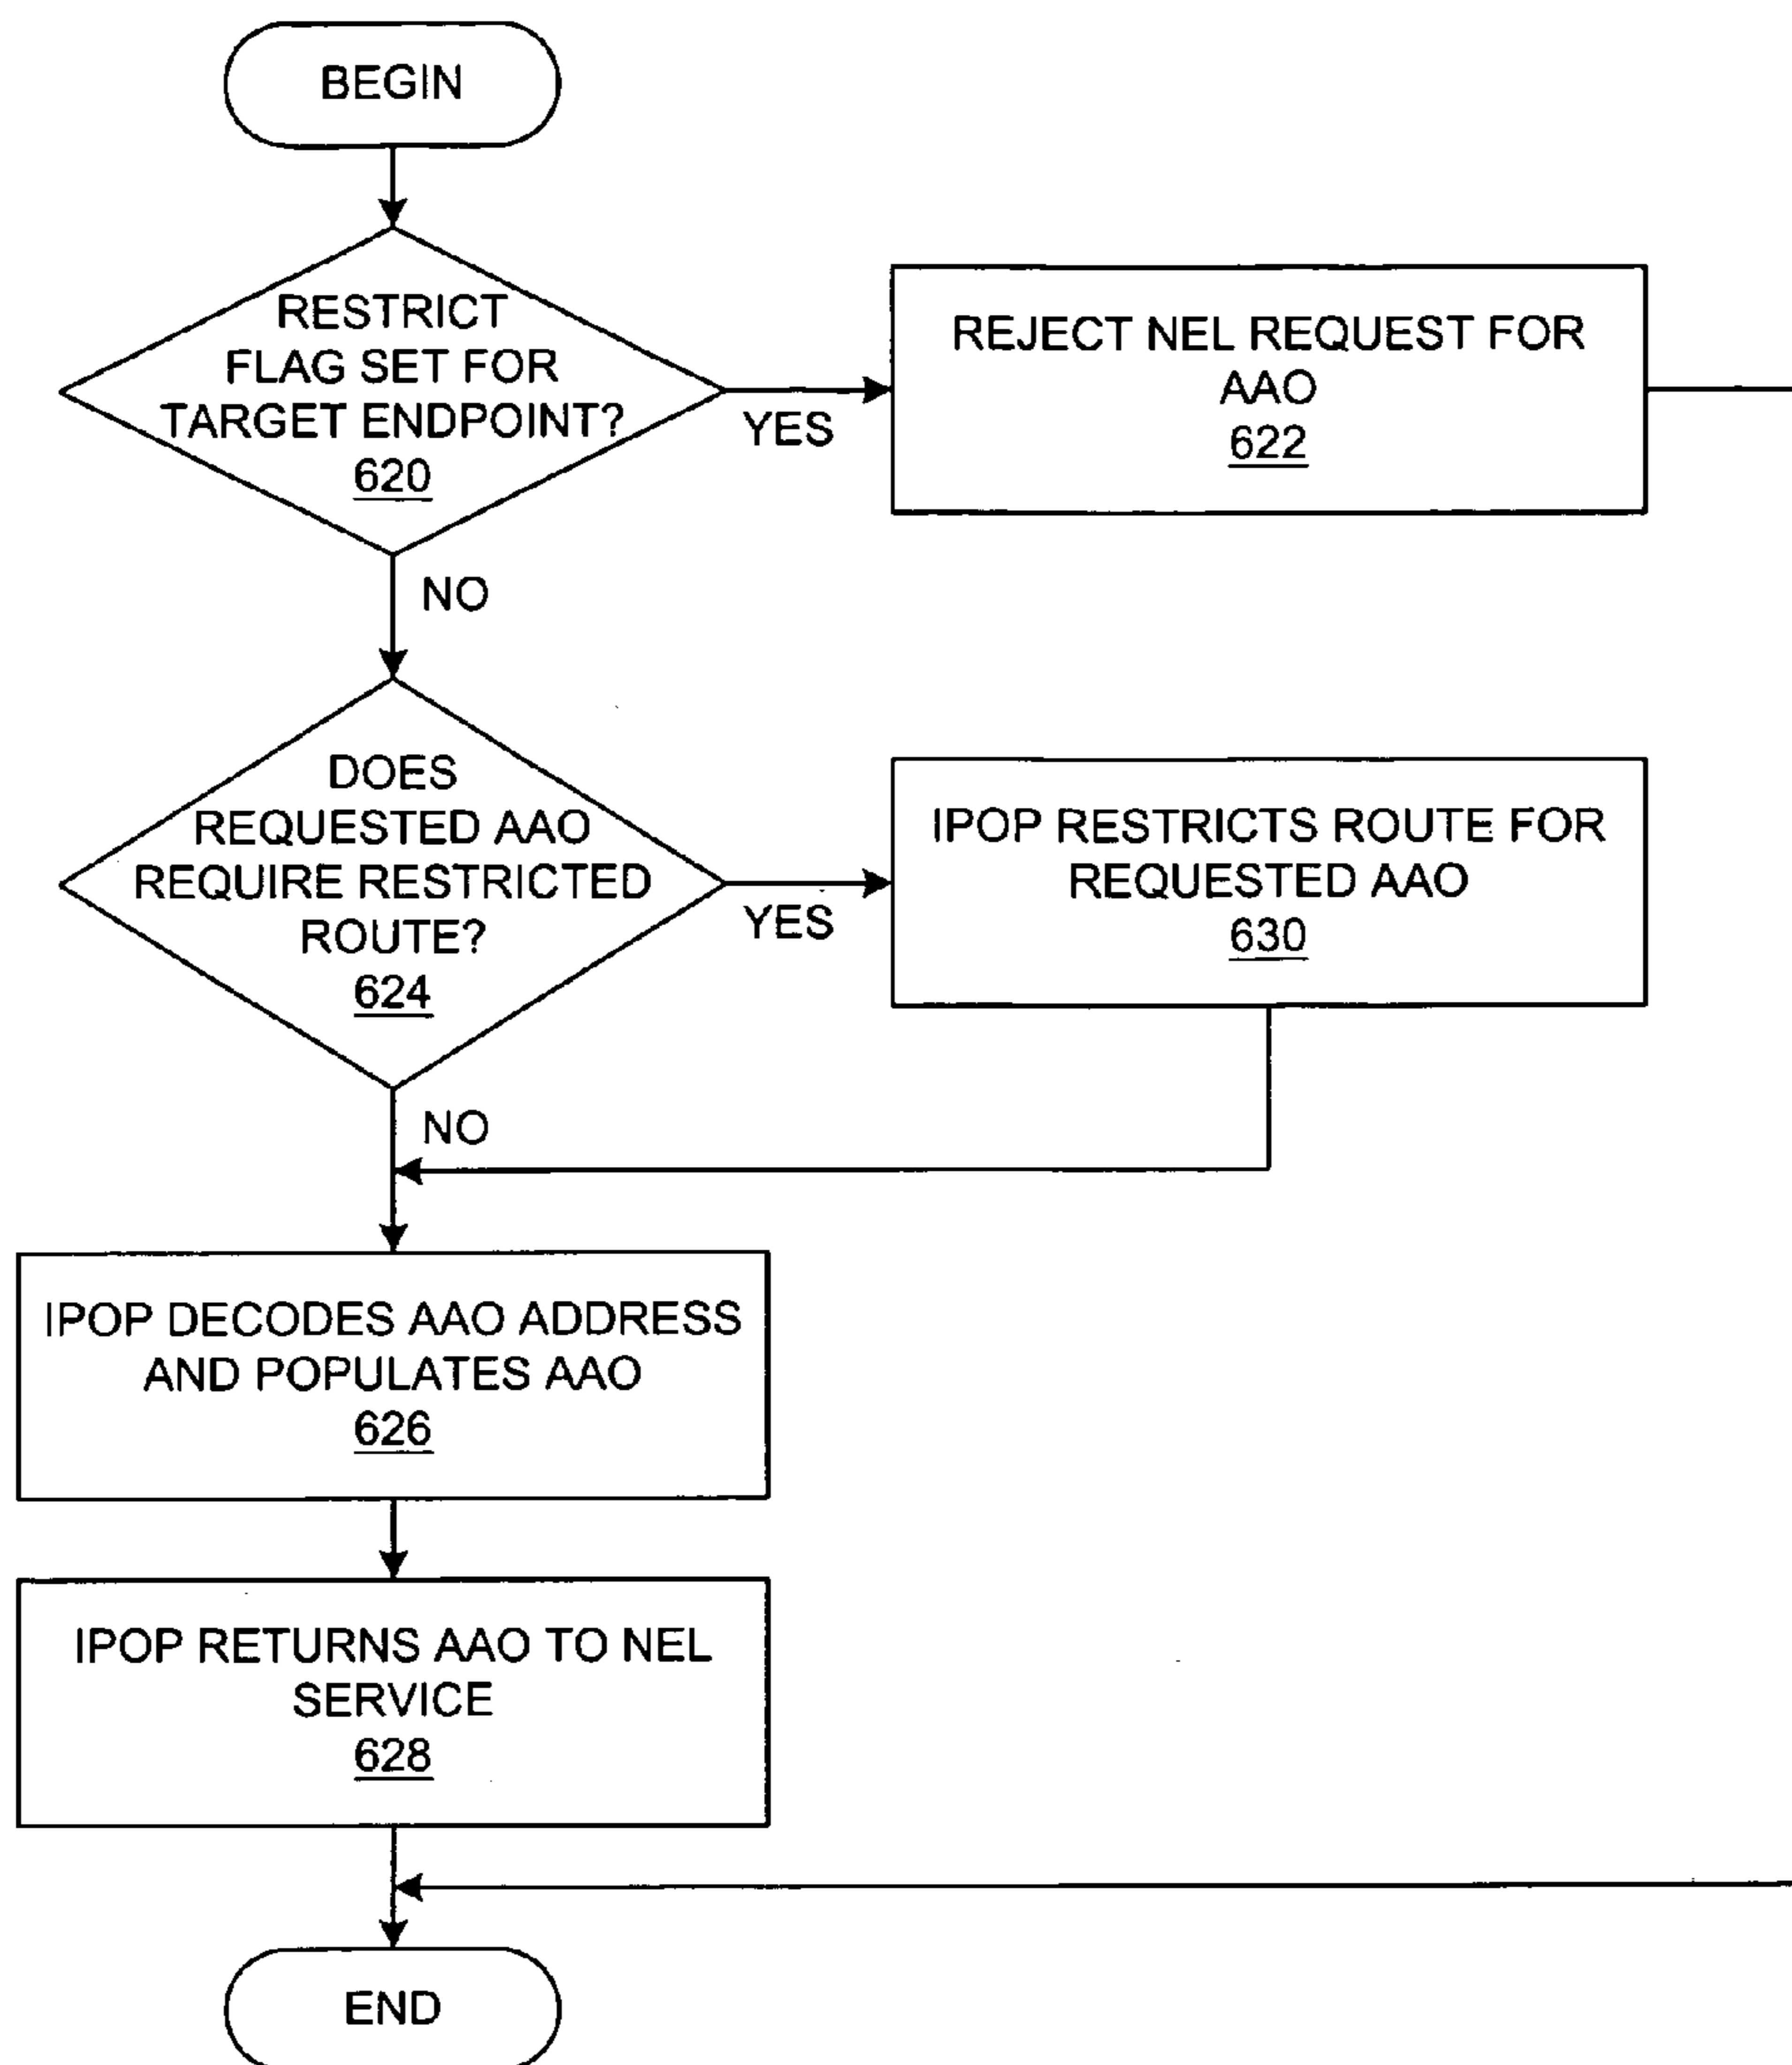 BEGIN
RESTRICT
FLAG SET FOR
TARGET ENDPOINT?
620
YES
REJECT NEL REQUEST FOR
AAO
622
NO
DOES
REQUESTED AAO
REQUIRE RESTRICTED
ROUTE?
624
YES
IPOP RESTRICTS ROUTE FOR
REQUESTED AAO
630
NO
IPOP DECODES AAO ADDRESS
AND POPULATES AAO
626
IPOP RETURNS AAO TO NEL
SERVICE
628
END